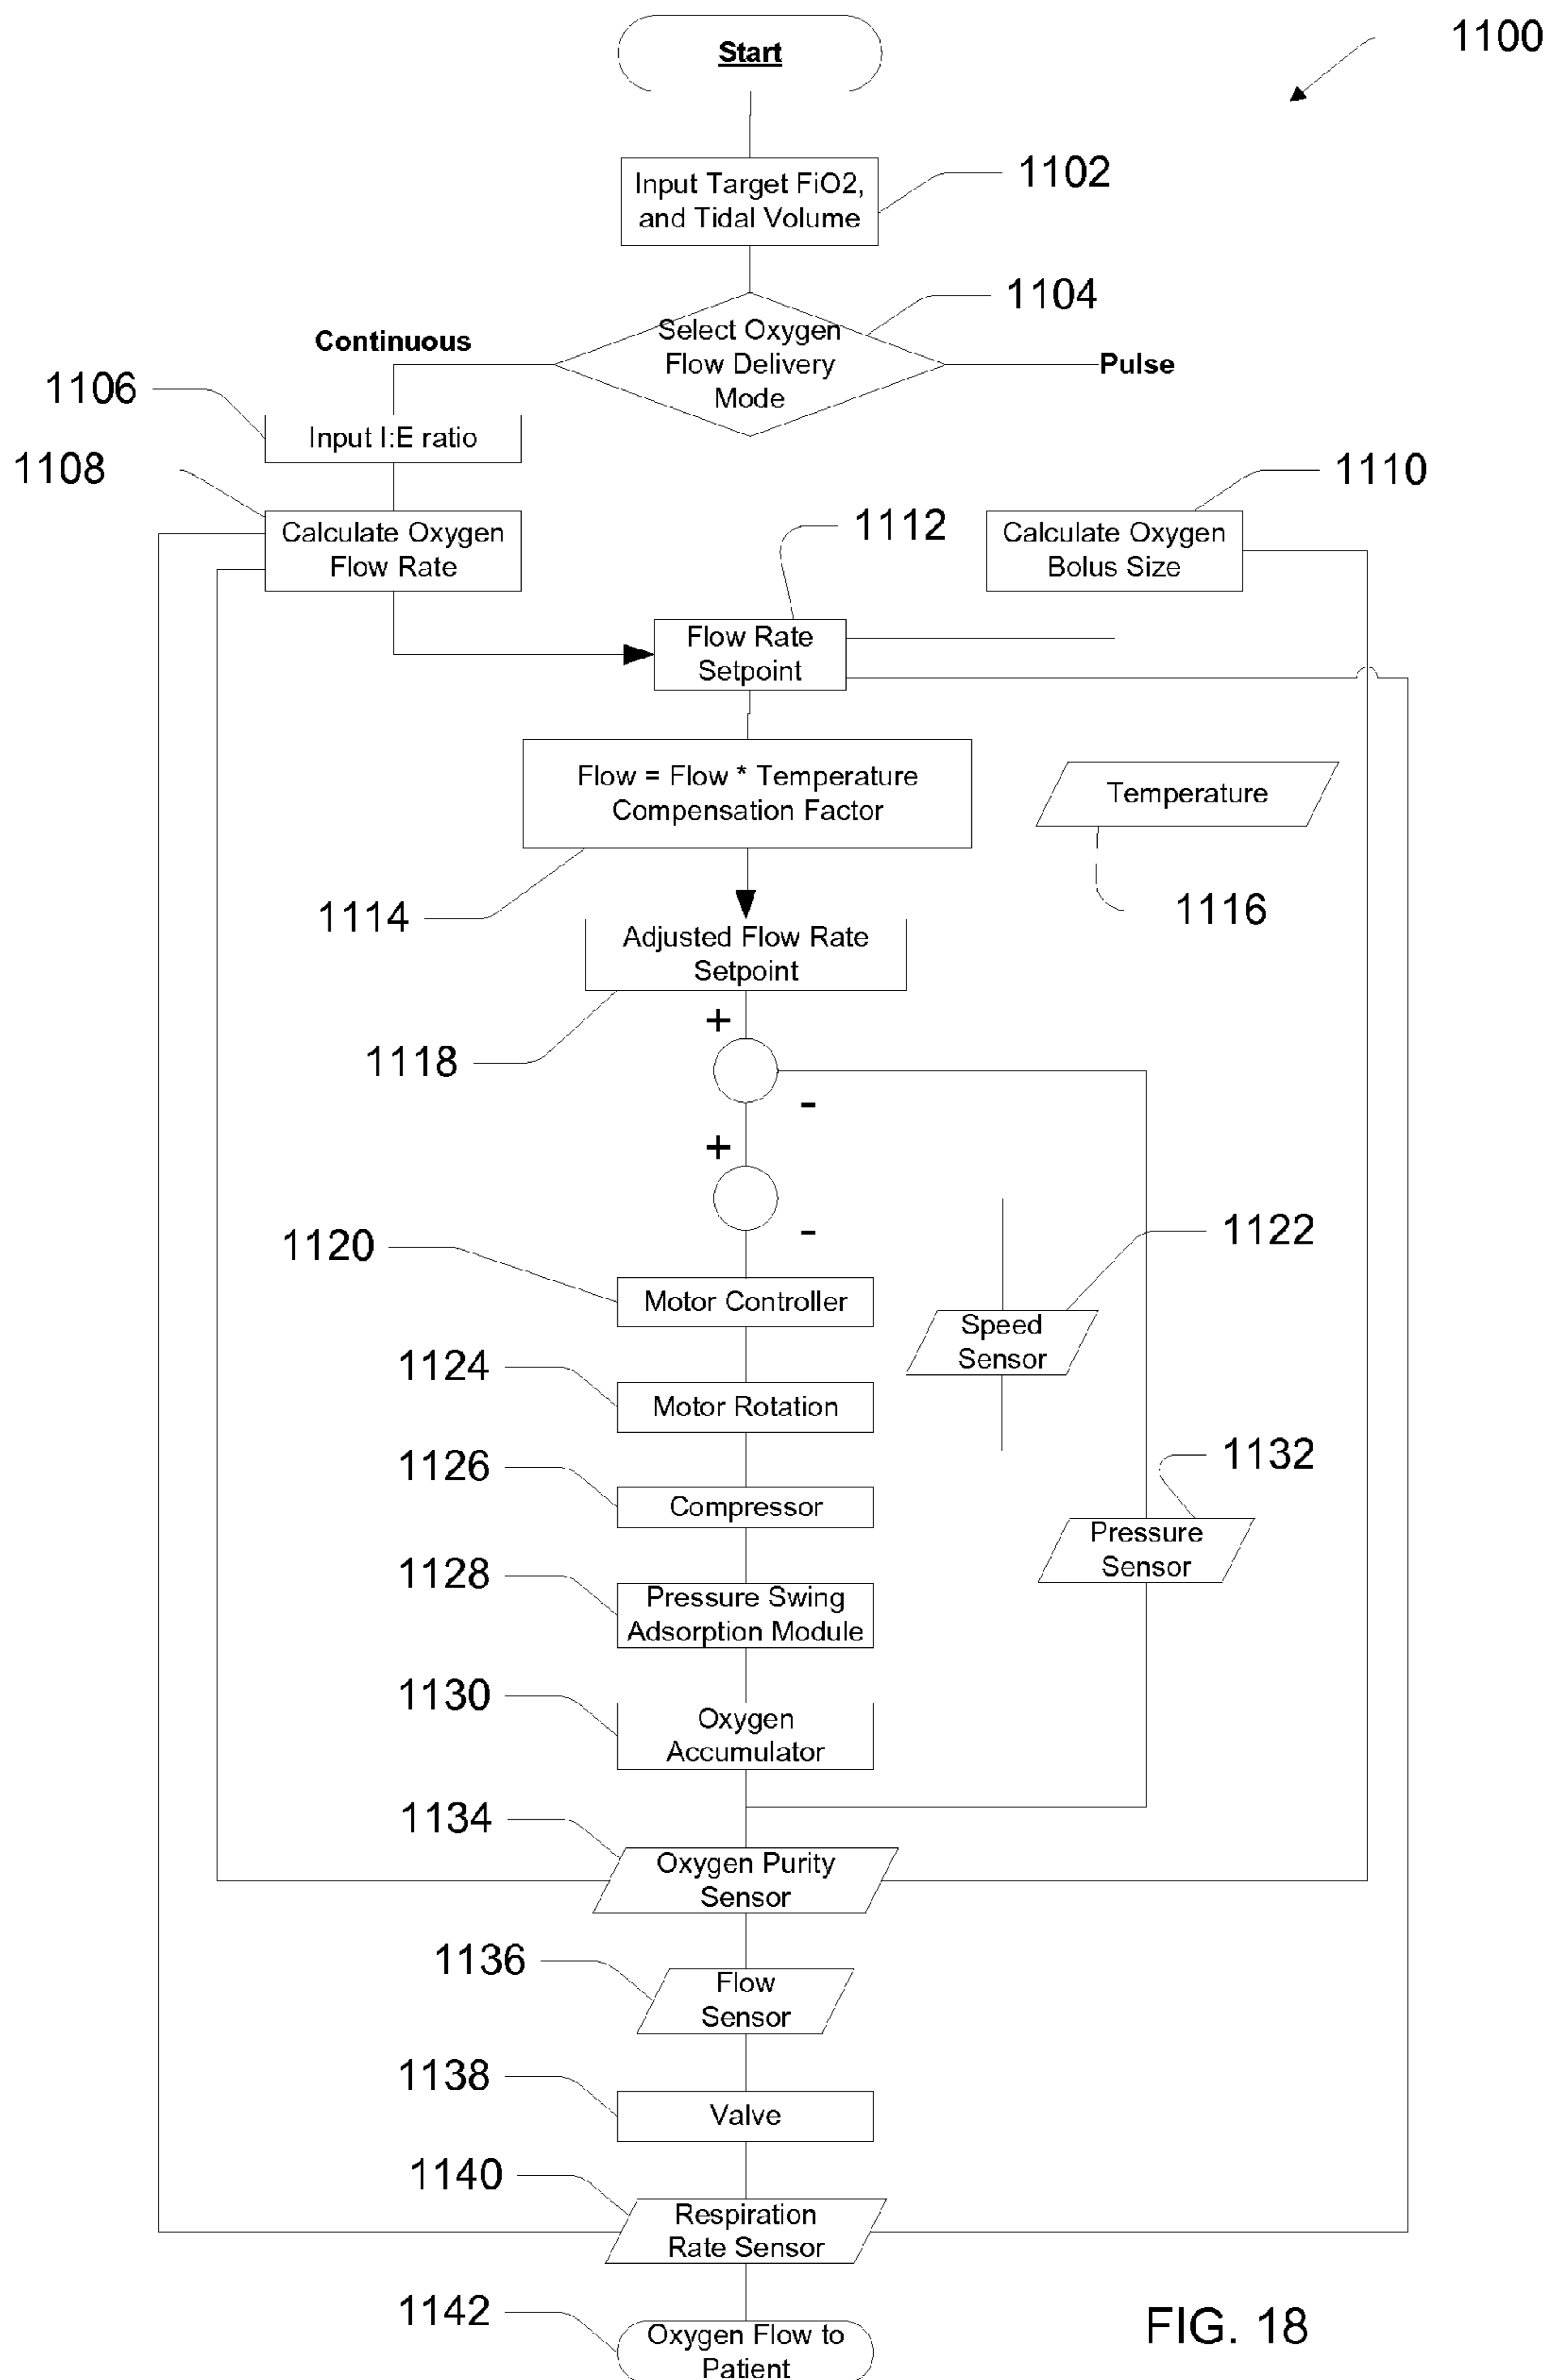 Start
1100
Input Target FiO2,
and Tidal Volume
1102
1104
Select Oxygen
Flow Delivery
Mode
Continuous
Pulse
1106
Input I:E ratio
1108
1110
Calculate Oxygen
Flow Rate
1112
Calculate Oxygen
Bolus Size
Flow Rate
Setpoint
Flow = Flow * Temperature
Compensation Factor
Temperature
1114
1116
Adjusted Flow Rate
Setpoint
+
1118
-
+
-
1120
1122
Motor Controller
Speed
Sensor
1124
Motor Rotation
1126
Compressor
1132
Pressure
Sensor
1128
Pressure Swing
Adsorption Module
1130
Oxygen
Accumulator
1134
Oxygen Purity
Sensor
1136
Flow
Sensor
1138
Valve
1140
Respiration
Rate Sensor
1142
Oxygen Flow to
Patient
FIG. 18